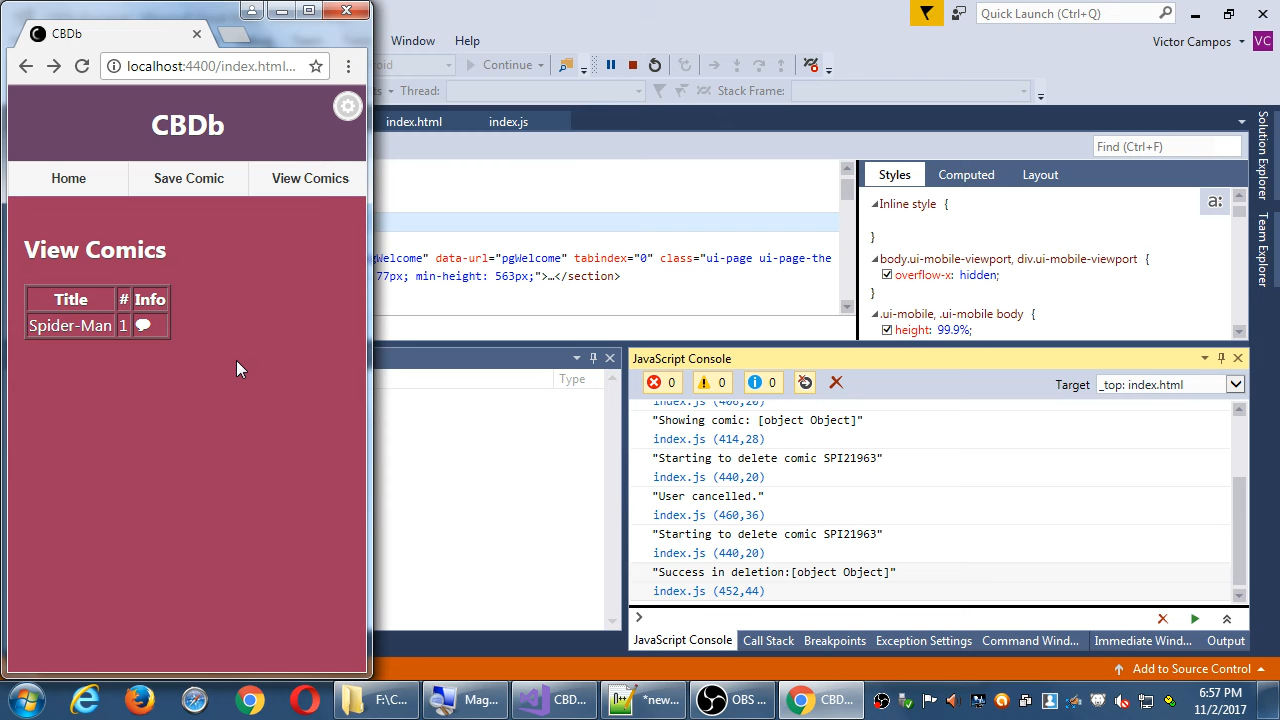 CBDb
localhost:4400/index.html...
CBDb
Home
Save Comic
View Comics
View Comics
Title # Info
Spider-Man 1
Quick Launch (Ctrl+Q)
Window Help
Victor Campos VC
Continue
Thread:
Stack Frame:
index.html index.js
Find (Ctrl+F)
Solution Explorer
Team Explorer
Styles Computed Layout
a:
Inline style {
}
body.ui-mobile-viewport, div.ui-mobile-viewport {
overflow-x: hidden;
}
.ui-mobile, .ui-mobile body {
height: 99.9%;
data-url="pgWelcome" tabindex="0" class="ui-page ui-page-the
77px; min-height: 563px;">…</section>
Type
JavaScript Console
0 0 0
Target _top: index.html
"Showing comic: [object Object]"
index.js (414,28)
"Starting to delete comic SPI21963"
index.js (440,20)
"User cancelled."
index.js (460,36)
"Starting to delete comic SPI21963"
index.js (440,20)
"Success in deletion:[object Object]"
index.js (452,44)
JavaScript Console Call Stack Breakpoints Exception Settings Command Wind... Immediate Wind... Output
Add to Source Control
F:\C... Mag... CBD... *new... OBS ... CBD...
6:57 PM
11/2/2017